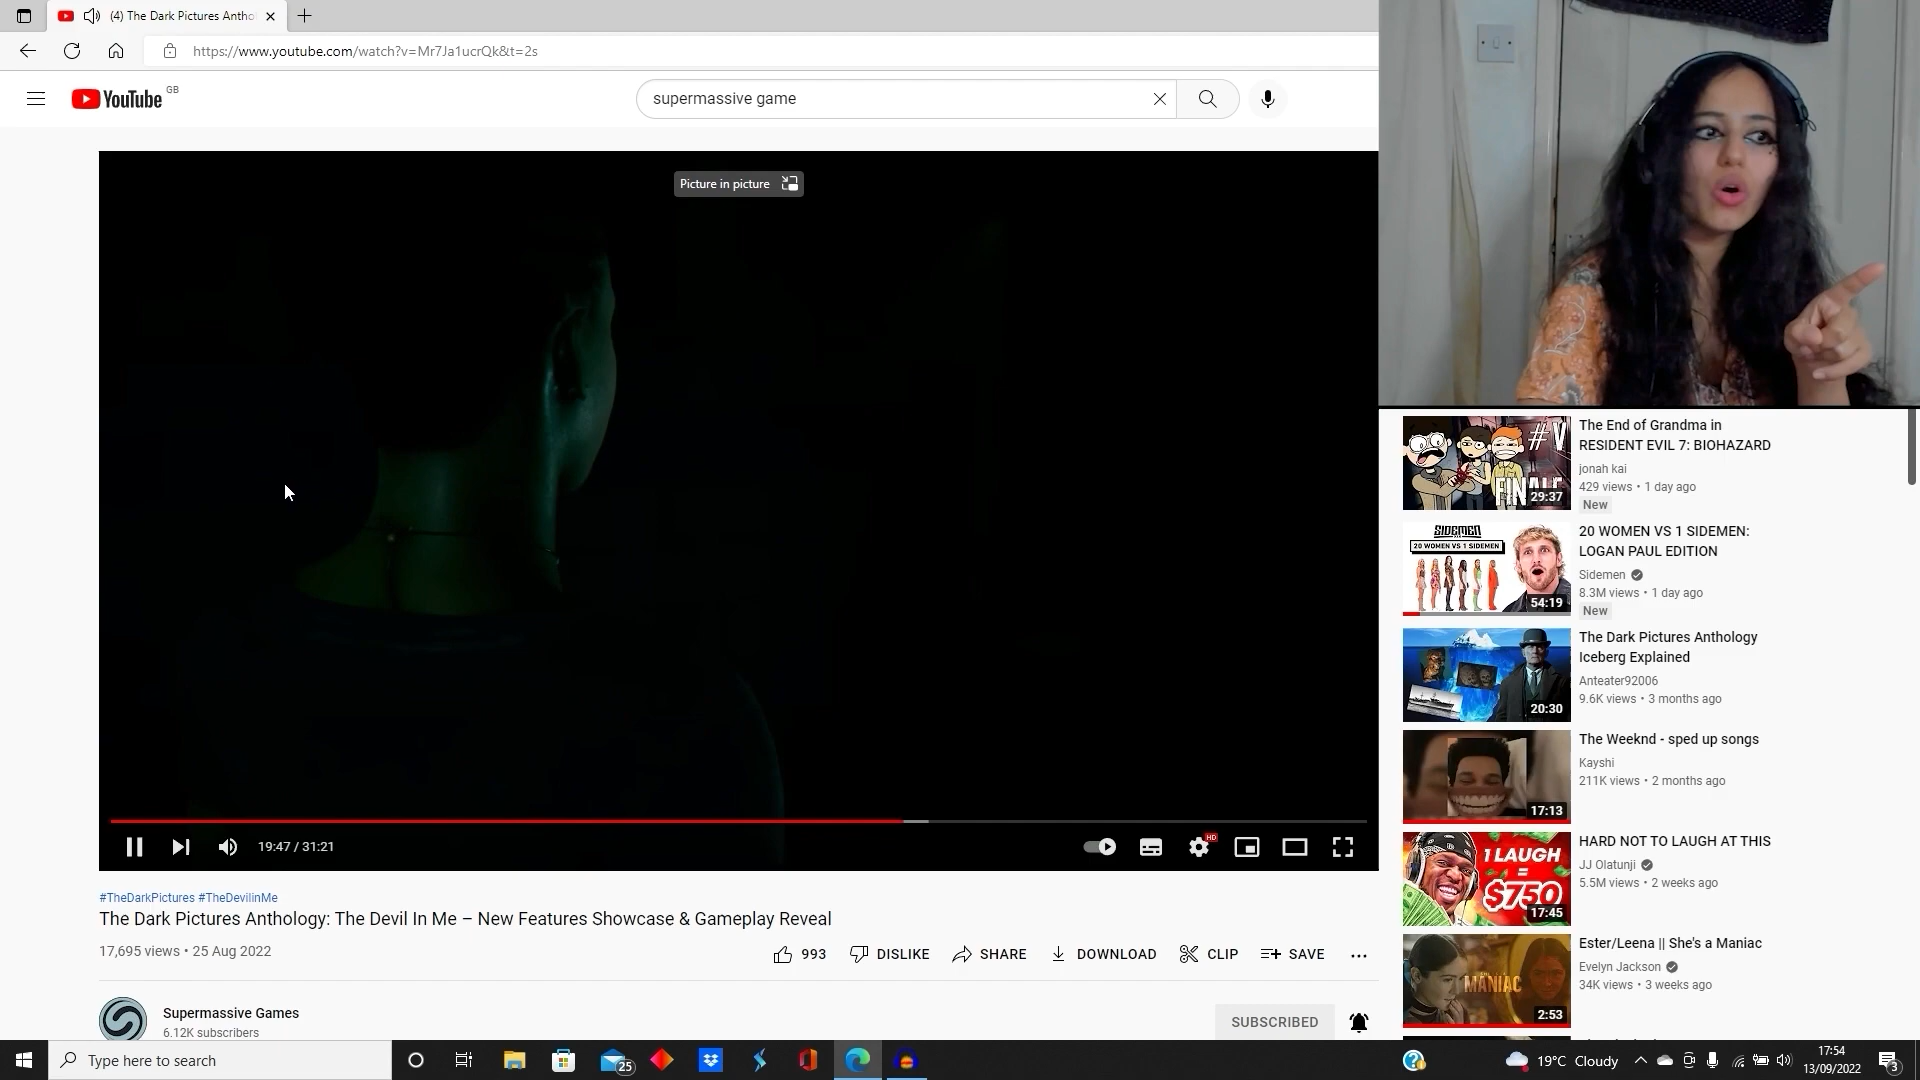 (4) The Dark Pictures Antho
https://www.youtube.com/watch?v=Mr7Ja1ucrQk&t=2s
YouTube GB
supermassive game
Picture in picture
19:47 / 31:21
HD
#TheDarkPictures #TheDevilinMe
The Dark Pictures Anthology: The Devil In Me – New Features Showcase & Gameplay Reveal
17,695 views • 25 Aug 2022
993 DISLIKE SHARE DOWNLOAD CLIP SAVE
Supermassive Games
6.12K subscribers
SUBSCRIBED
#V
FINALE
29:37
The End of Grandma in
RESIDENT EVIL 7: BIOHAZARD
jonah kai
429 views • 1 day ago
New
SIDEMEN
20 WOMEN VS 1 SIDEMEN
54:19
20 WOMEN VS 1 SIDEMEN:
LOGAN PAUL EDITION
Sidemen
8.3M views • 1 day ago
New
20:30
The Dark Pictures Anthology
Iceberg Explained
Anteater92006
9.6K views • 3 months ago
17:13
The Weeknd - sped up songs
Kayshi
211K views • 2 months ago
1 LAUGH
=
$750
17:45
HARD NOT TO LAUGH AT THIS
JJ Olatunji
5.5M views • 2 weeks ago
MANIAC
2:53
Ester/Leena || She's a Maniac
Evelyn Jackson
34K views • 3 weeks ago
Type here to search
25
19°C Cloudy
17:54
13/09/2022
3